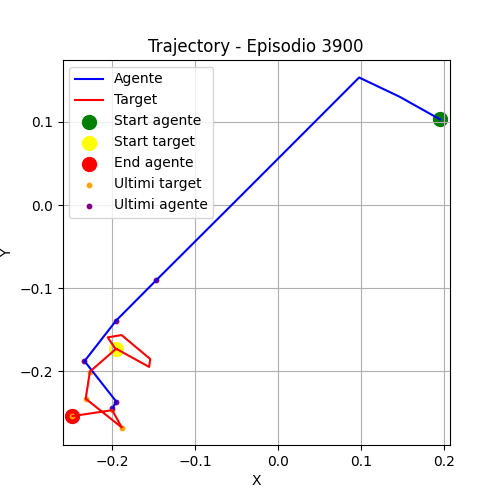 Trajectory - Episodio 3900
Agente
Target
Start agente
Start target
End agente
Ultimi target
Ultimi agente
Y
0.1
0.0
−0.1
−0.2
−0.2
−0.1
0.0
0.1
0.2
X